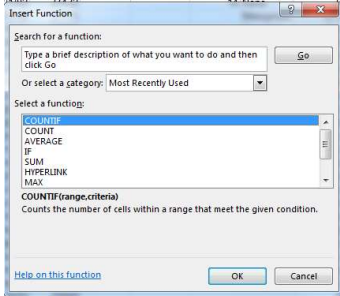 Insert Function
Search for a function:
Type a brief description of what you want to do and then
click Go
Go
Or select a category: Most Recently Used
Select a function:
COUNTIF
COUNT
AVERAGE
IF
SUM
HYPERLINK
MAX
COUNTIF(range,criteria)
Counts the number of cells within a range that meet the given condition.
Help on this function
OK
Cancel